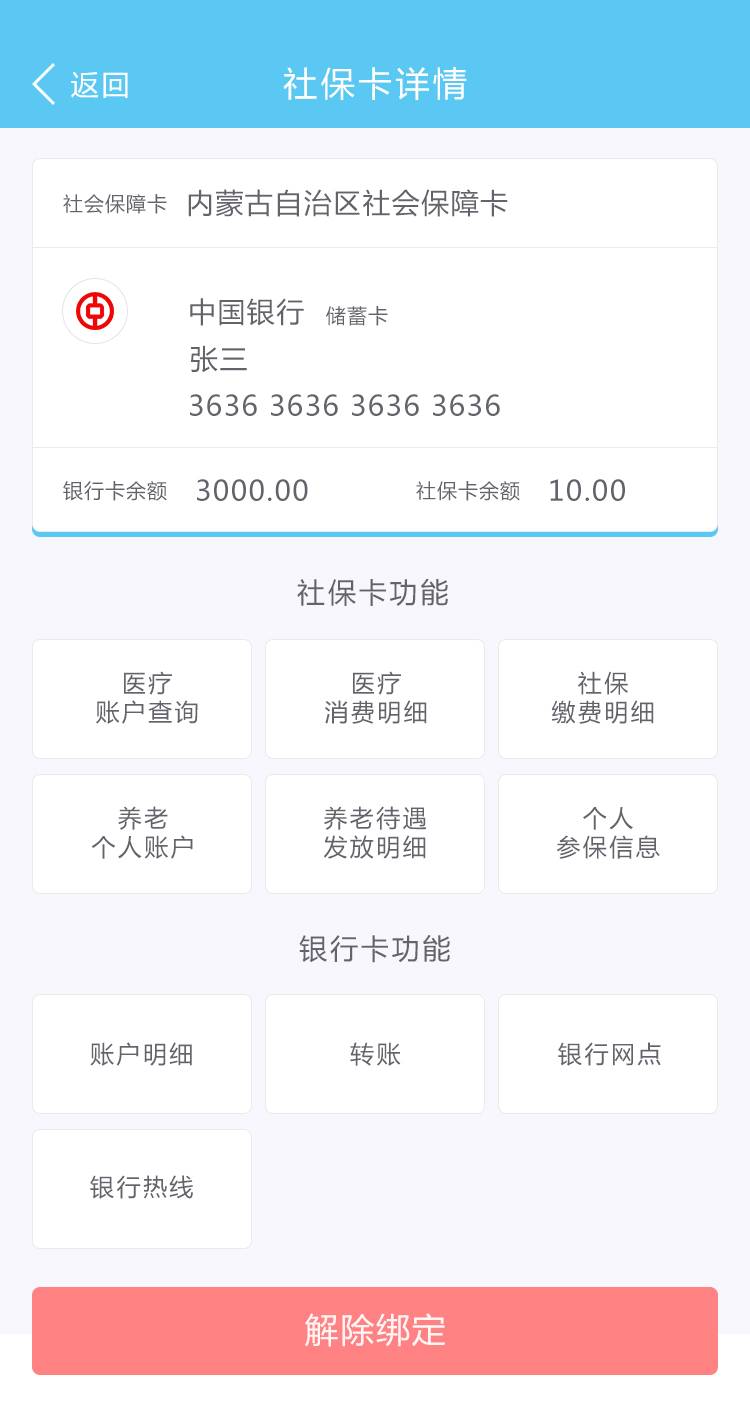 返回
社保卡详情
社会保障卡 内蒙古自治区社会保障卡
中国银行 储蓄卡
张三
3636 3636 3636 3636
银行卡余额 3000.00 社保卡余额 10.00
社保卡功能
医疗
账户查询
医疗
消费明细
社保
缴费明细
养老
个人账户
养老待遇
发放明细
个人
参保信息
银行卡功能
账户明细
转账
银行网点
银行热线
解除绑定